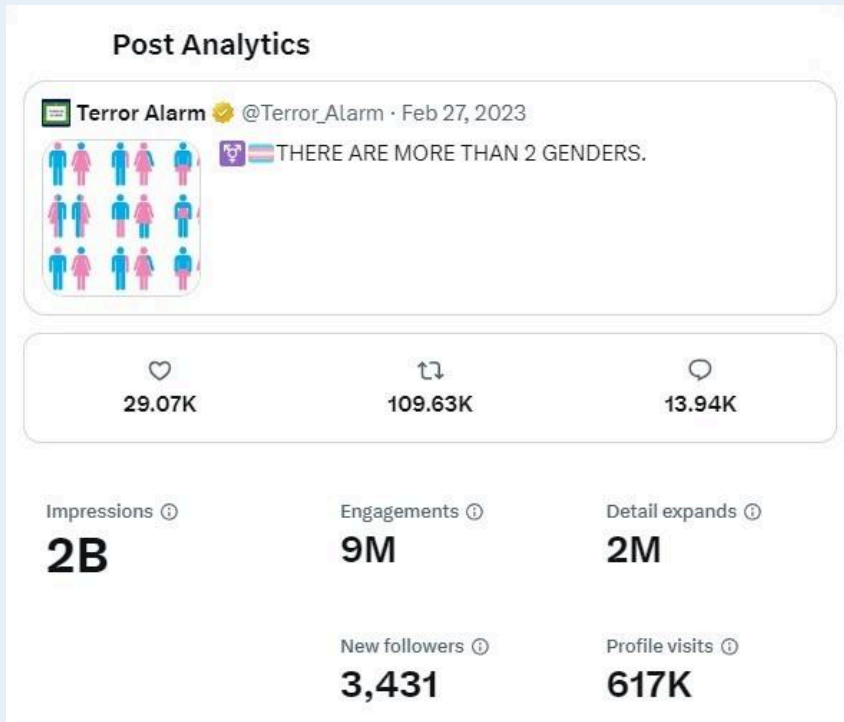 Post Analytics
Terror Alarm @Terror_Alarm · Feb 27, 2023
THERE ARE MORE THAN 2 GENDERS.
29.07K 109.63K 13.94K
Impressions Engagements Detail expands
2B 9M 2M
New followers Profile visits
3,431 617K